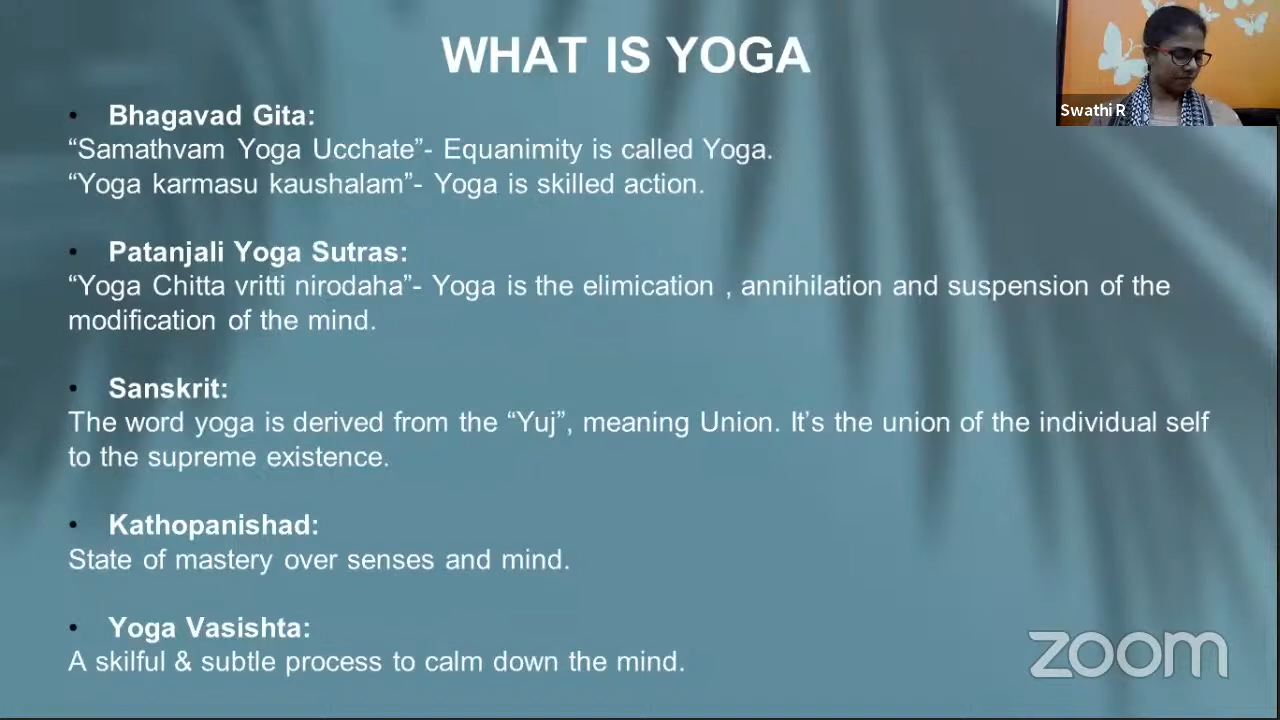 WHAT IS YOGA
Swathi R
• Bhagavad Gita:
“Samathvam Yoga Ucchate”- Equanimity is called Yoga.
“Yoga karmasu kaushalam”- Yoga is skilled action.
• Patanjali Yoga Sutras:
“Yoga Chitta vritti nirodaha”- Yoga is the elimication , annihilation and suspension of the
modification of the mind.
• Sanskrit:
The word yoga is derived from the “Yuj”, meaning Union. It’s the union of the individual self
to the supreme existence.
• Kathopanishad:
State of mastery over senses and mind.
• Yoga Vasishta:
A skilful & subtle process to calm down the mind.
zoom